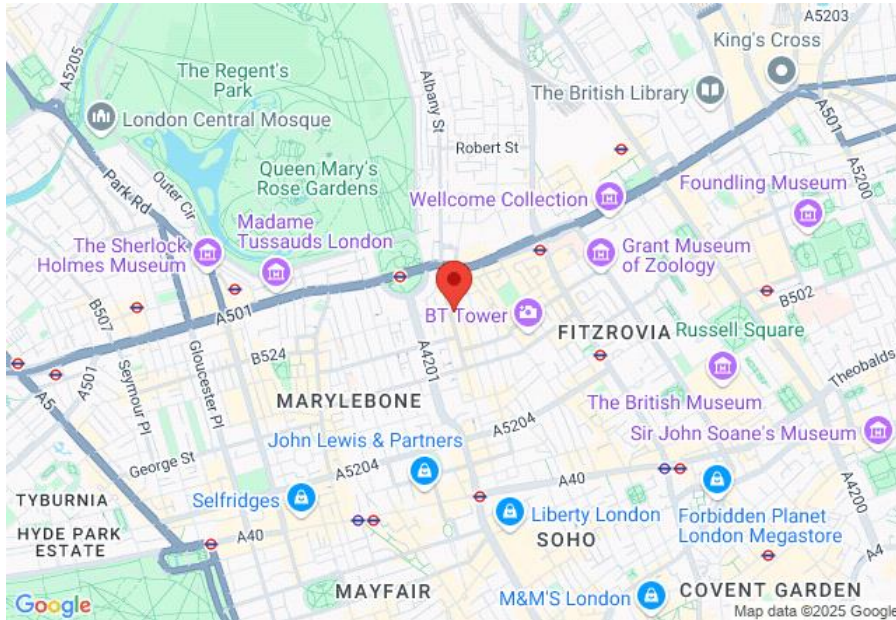 A5205
The Regent's
Park
London Central Mosque
Albany St
A5203
King's Cross
The British Library
A501
Robert St
Queen Mary's
Rose Gardens
Outer Cir
Park Rd
Wellcome Collection
Foundling Museum
A5200
Madame
Tussauds London
The Sherlock
Holmes Museum
Grant Museum
of Zoology
B507
A501
BT Tower
FITZROVIA
Russell Square
B502
B524
A4201
Theobalds
A501
A5
Seymour Pl
Gloucester Pl
MARYLEBONE
The British Museum
Sir John Soane's Museum
John Lewis & Partners
A5204
George St
A5204
A40
A4200
Selfridges
TYBURNIA
HYDE PARK
ESTATE
A40
Liberty London
SOHO
Forbidden Planet
London Megastore
A4
MAYFAIR
M&M'S London
COVENT GARDEN
Google
Map data ©2025 Google